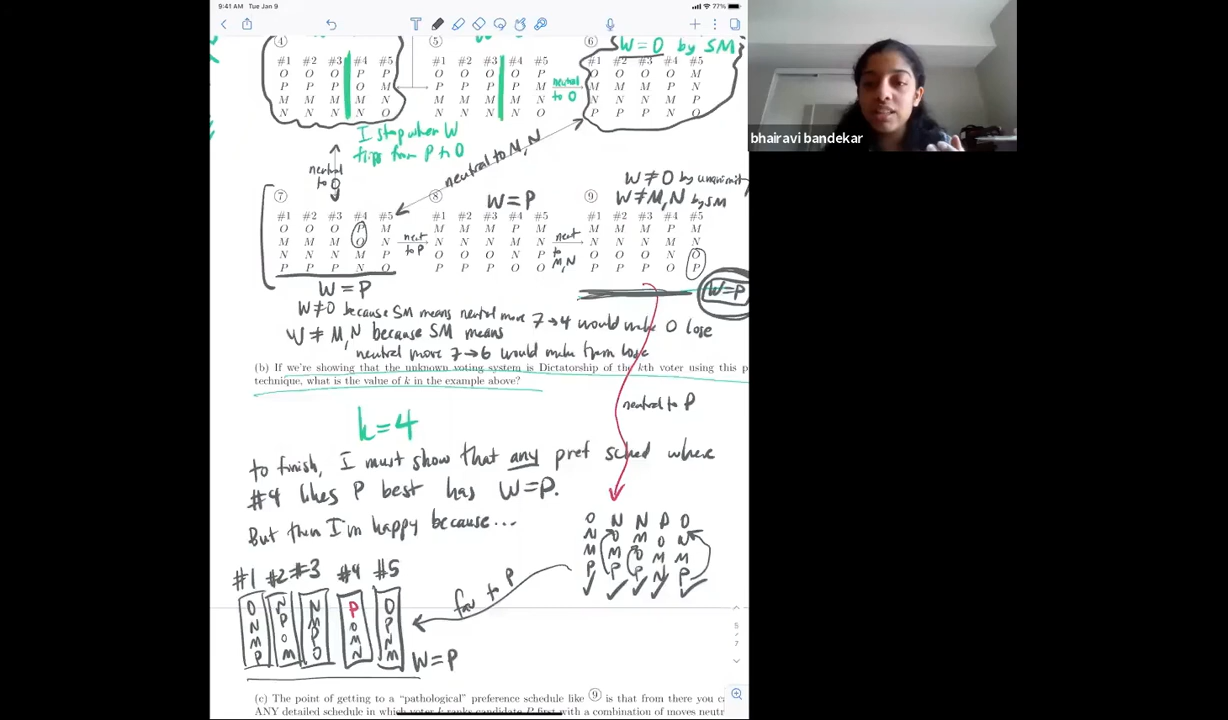 9:41 AM Tue Jan 9
77%
④ ⑤ ⑥ W = O by SM
#1 #2 #3 #4 #5 #1 #2 #3 #4 #5 #1 #2 #3 #4 #5
neutral to O
I stop when W
flips from P to O
neutral to O
neutral to M, N
⑦ ⑧ W = P ⑨ W ≠ O by unanimity
W ≠ M, N by SM
#1 #2 #3 #4 #5 #1 #2 #3 #4 #5 #1 #2 #3 #4 #5
O O O P M M M M P M M M M P M
M M M O N N N N M N N N N M N
N N N M P O O O N P O O O N O
P P P N O P P P O O P P P O P
neut to P
neut to M, N
W = P
W = P
W ≠ O because SM means neutral move 7 → 4 would make O lose
W ≠ M, N because SM means
neutral move 7 → 6 would make them lose
(b) If we're showing that the unknown voting system is Dictatorship of the kth voter using this p
technique, what is the value of k in the example above?
k = 4
neutral to P
to finish, I must show that any pref sched where
#4 likes P best has W = P.
But then I'm happy because...
O N N P O
N O M O N
M M O M M
P P P N P
fav to P
#1 #2 #3 #4 #5
O N N P O
N P M O P
M O P M N
P M O N M
W = P
5
/
7
(c) The point of getting to a "pathological" preference schedule like ⑨ is that from there you ca
ANY detailed schedule in which voter k ranks candidate P first with a combination of moves neutr
bhairavi bandekar